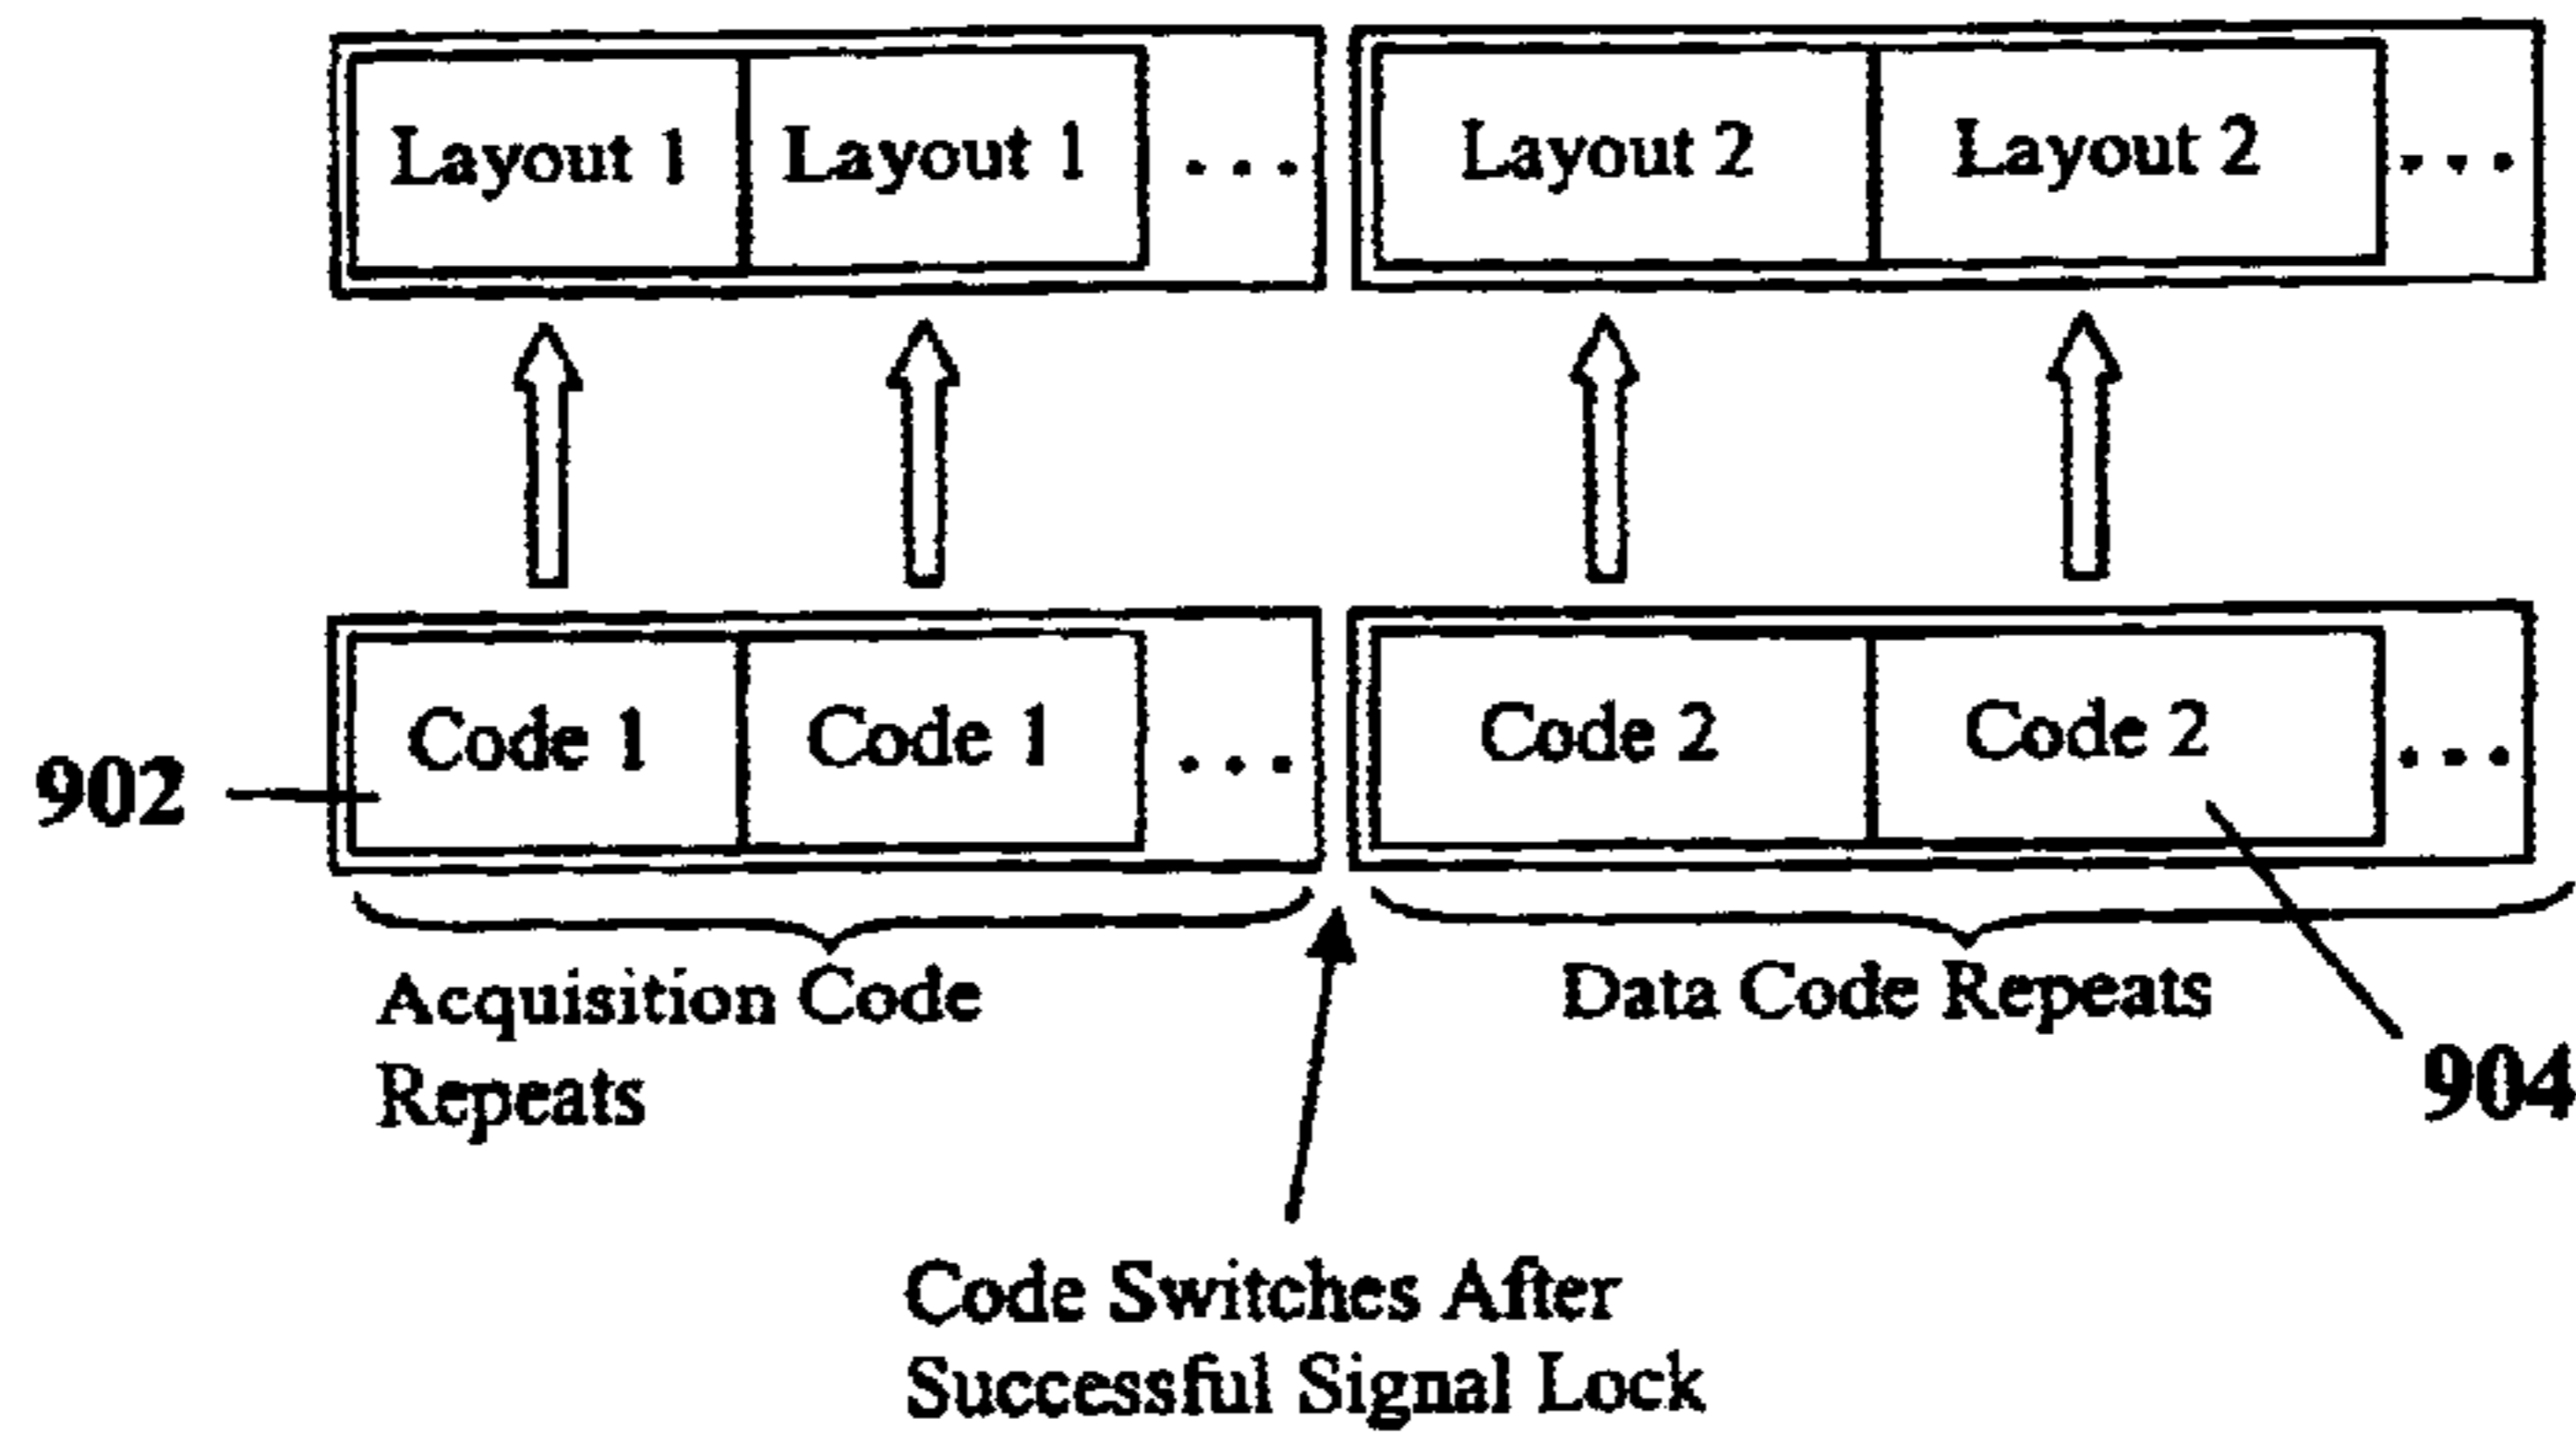 Layout 1 Layout 1 ... Layout 2 Layout 2 ...
Code 1 Code 1 ... Code 2 Code 2 ...
902
Acquisition Code
Repeats
Data Code Repeats
904
Code Switches After
Successful Signal Lock